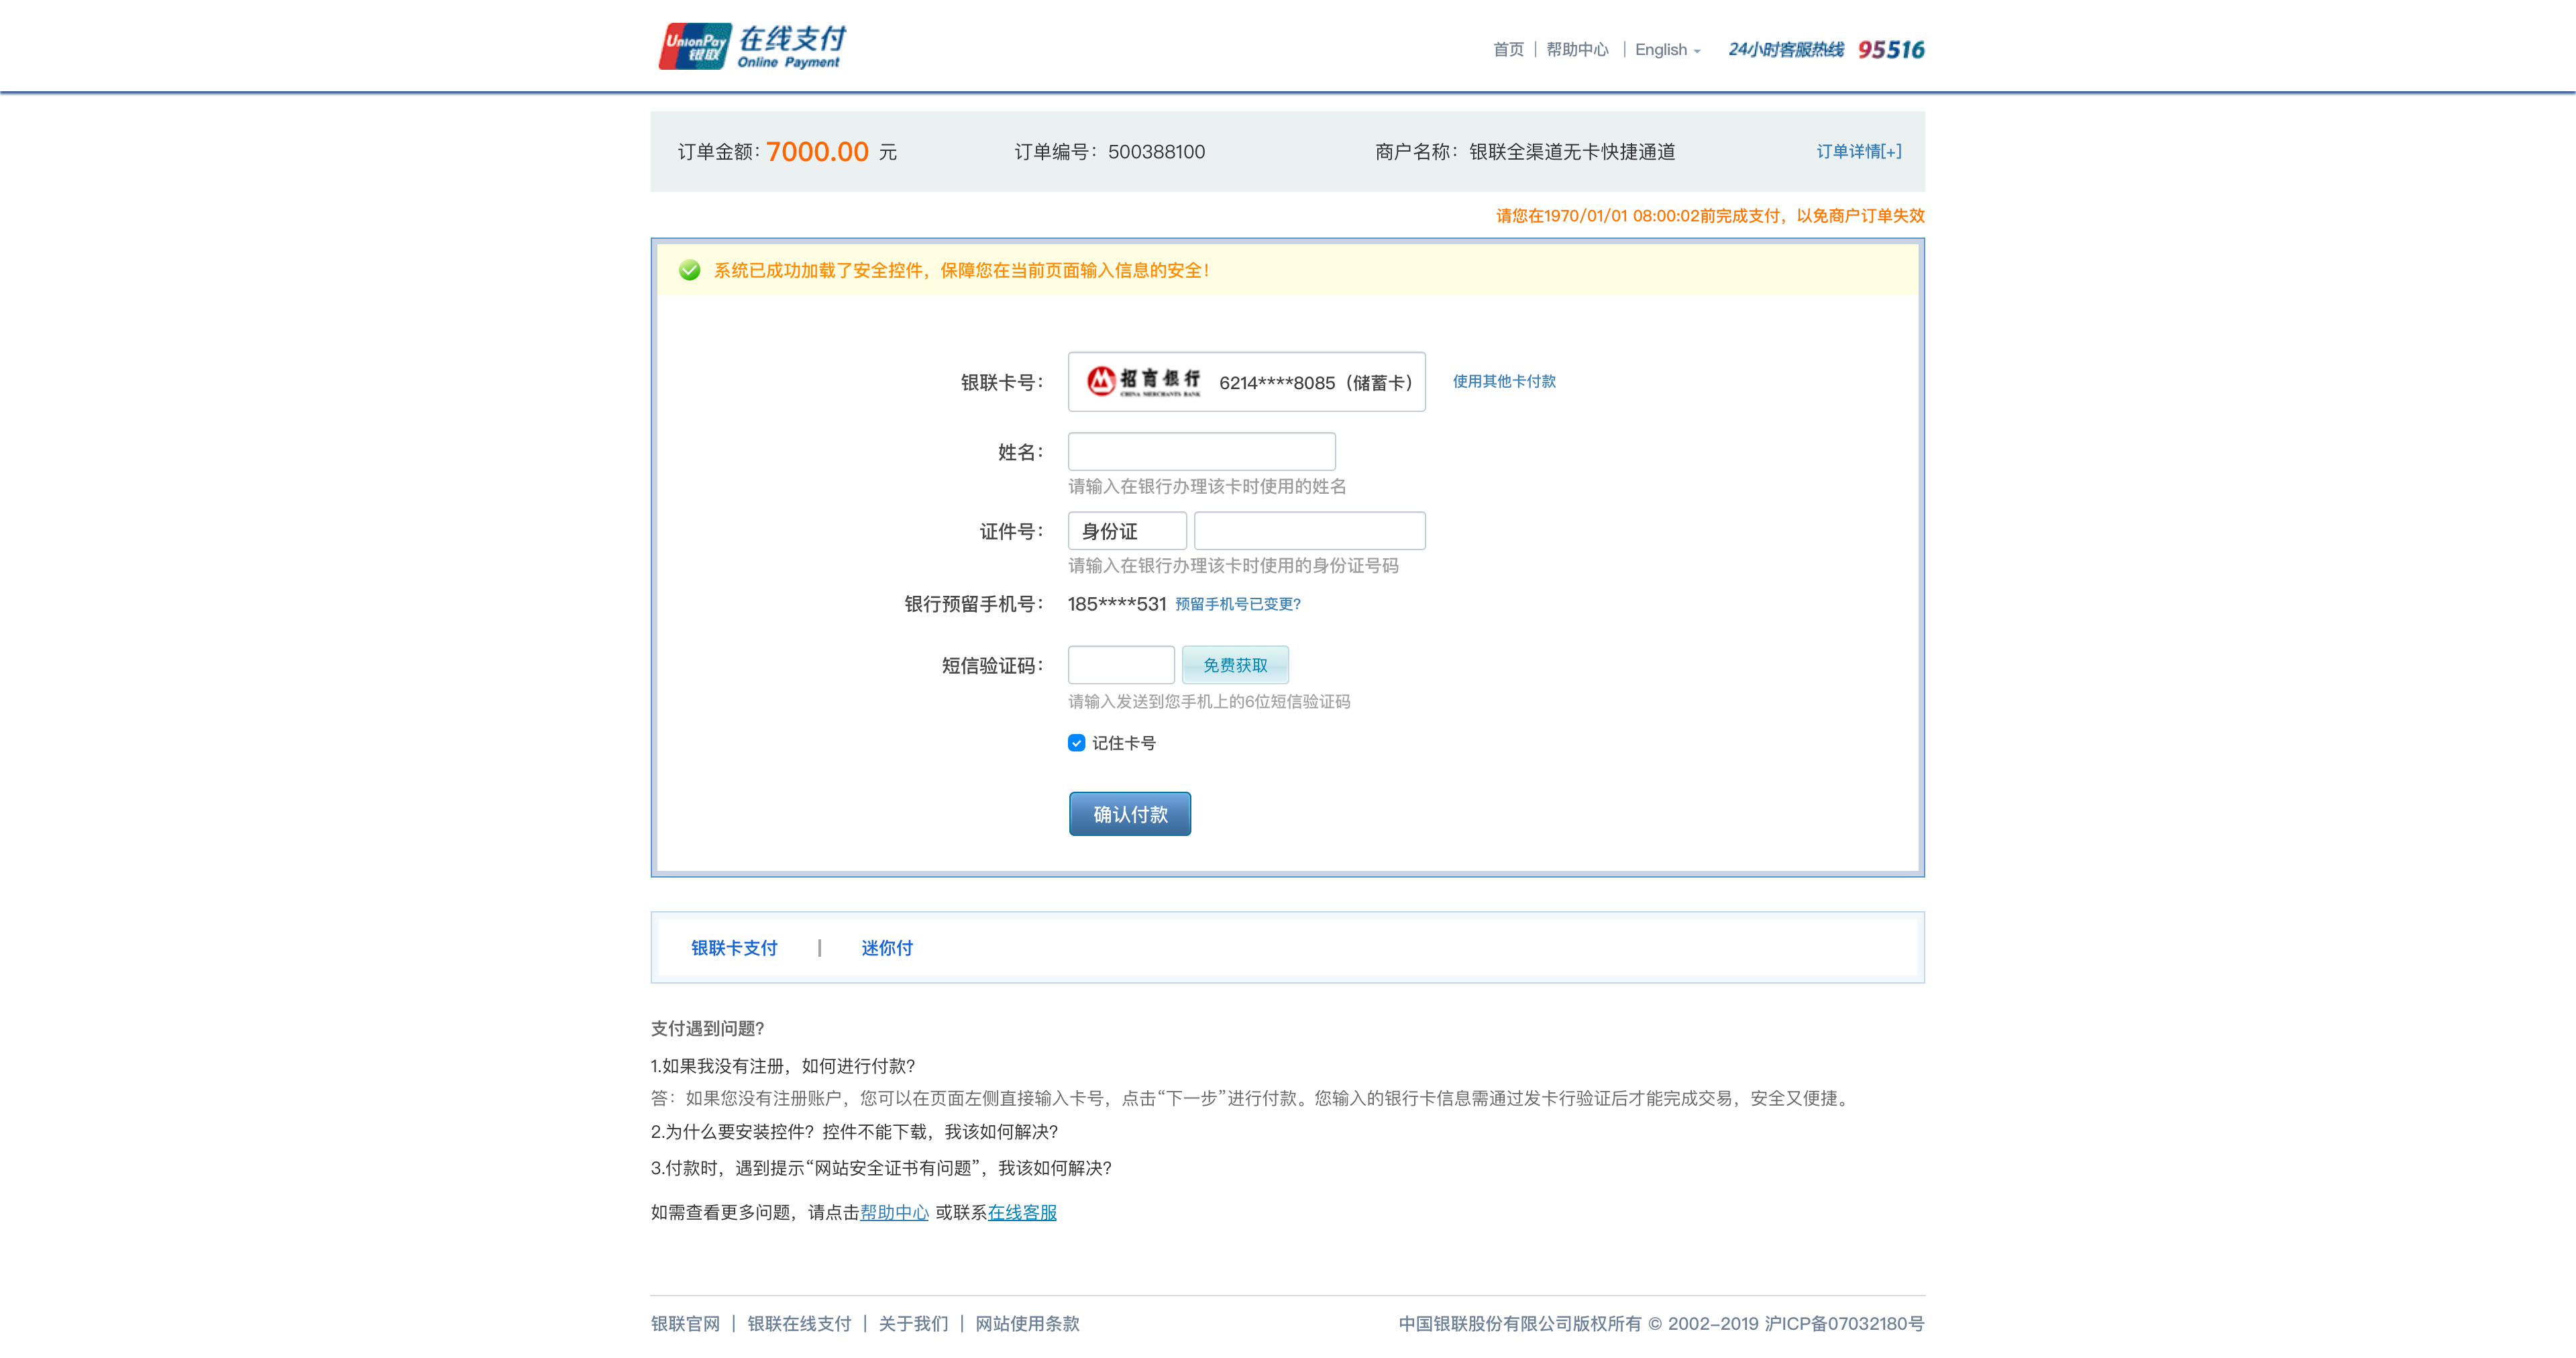 UnionPay 银联 在线支付 Online Payment
首页 | 帮助中心 | English 24小时客服热线 95516
订单金额：7000.00 元 订单编号：500388100 商户名称：银联全渠道无卡快捷通道 订单详情[+]
请您在1970/01/01 08:00:02前完成支付，以免商户订单失效
系统已成功加载了安全控件，保障您在当前页面输入信息的安全！
银联卡号： 招商银行 CHINA MERCHANTS BANK 6214****8085（储蓄卡） 使用其他卡付款
姓名：
请输入在银行办理该卡时使用的姓名
证件号： 身份证
请输入在银行办理该卡时使用的身份证号码
银行预留手机号： 185****531 预留手机号已变更?
短信验证码： 免费获取
请输入发送到您手机上的6位短信验证码
记住卡号
确认付款
银联卡支付 | 迷你付
支付遇到问题?
1.如果我没有注册，如何进行付款?
答：如果您没有注册账户，您可以在页面左侧直接输入卡号，点击“下一步”进行付款。您输入的银行卡信息需通过发卡行验证后才能完成交易，安全又便捷。
2.为什么要安装控件？控件不能下载，我该如何解决?
3.付款时，遇到提示“网站安全证书有问题”，我该如何解决?
如需查看更多问题，请点击帮助中心 或联系在线客服
银联官网 | 银联在线支付 | 关于我们 | 网站使用条款 中国银联股份有限公司版权所有 © 2002-2019 沪ICP备07032180号